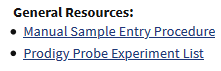 General Resources:
• Manual Sample Entry Procedure
• Prodigy Probe Experiment List